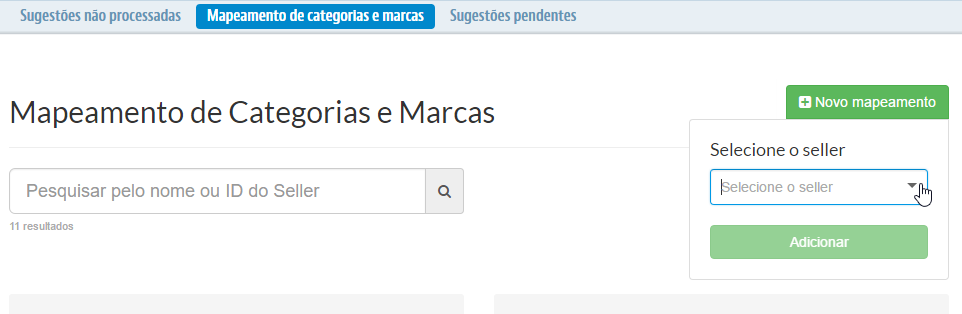 Sugestões não processadas Mapeamento de categorias e marcas Sugestões pendentes
Novo mapeamento
Mapeamento de Categorias e Marcas
Selecione o seller
Selecione o seller
Pesquisar pelo nome ou ID do Seller
11 resultados
Adicionar